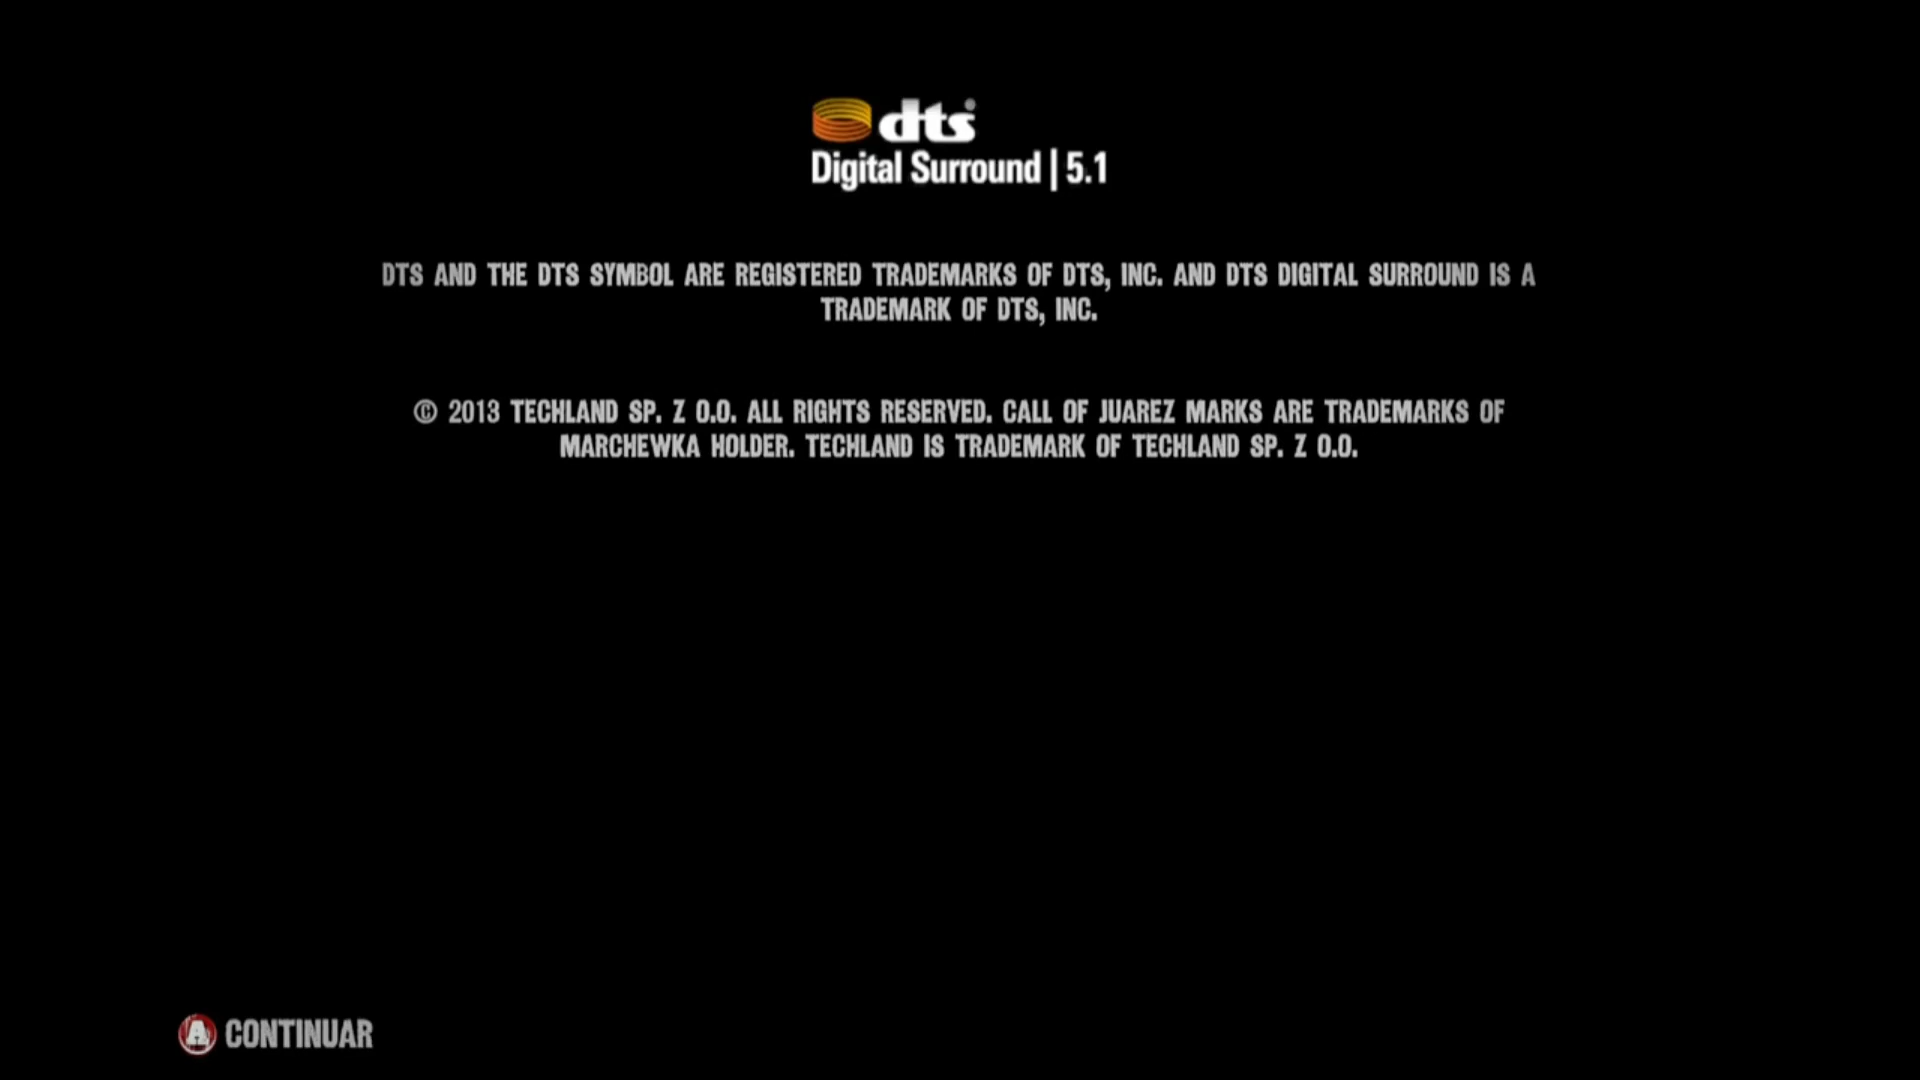 dts®
Digital Surround | 5.1
DTS AND THE DTS SYMBOL ARE REGISTERED TRADEMARKS OF DTS, INC. AND DTS DIGITAL SURROUND IS A
TRADEMARK OF DTS, INC.
© 2013 TECHLAND SP. Z O.O. ALL RIGHTS RESERVED. CALL OF JUAREZ MARKS ARE TRADEMARKS OF
MARCHEWKA HOLDER. TECHLAND IS TRADEMARK OF TECHLAND SP. Z O.O.
A CONTINUAR